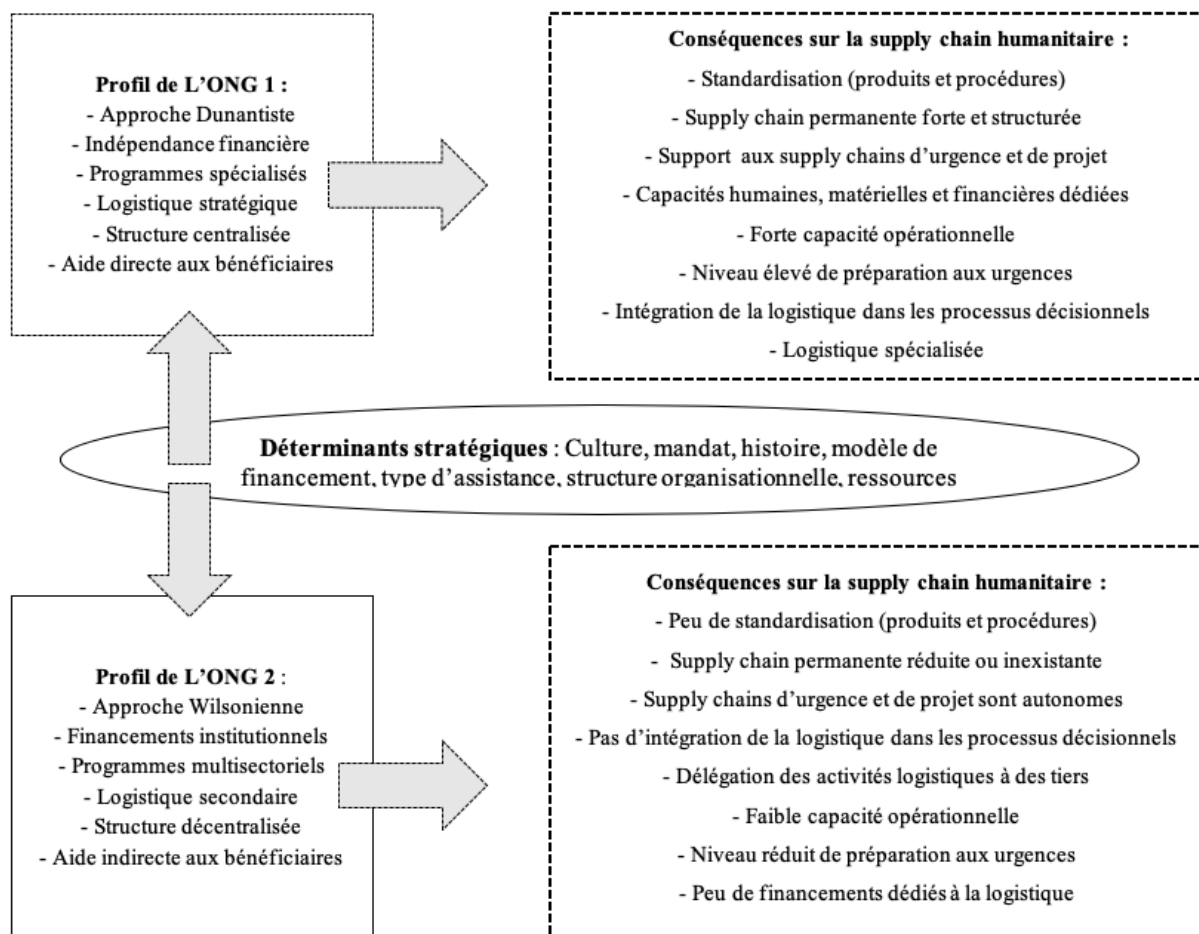 Profil de L'ONG 1 :
- Approche Dunantiste
- Indépendance financière
- Programmes spécialisés
- Logistique stratégique
- Structure centralisée
- Aide directe aux bénéficiaires
Conséquences sur la supply chain humanitaire :
- Standardisation (produits et procédures)
- Supply chain permanente forte et structurée
- Support aux supply chains d'urgence et de projet
- Capacités humaines, matérielles et financières dédiées
- Forte capacité opérationnelle
- Niveau élevé de préparation aux urgences
- Intégration de la logistique dans les processus décisionnels
- Logistique spécialisée
Déterminants stratégiques : Culture, mandat, histoire, modèle de
financement, type d'assistance, structure organisationnelle, ressources
Profil de L'ONG 2 :
- Approche Wilsonienne
- Financements institutionnels
- Programmes multisectoriels
- Logistique secondaire
- Structure décentralisée
- Aide indirecte aux bénéficiaires
Conséquences sur la supply chain humanitaire :
- Peu de standardisation (produits et procédures)
- Supply chain permanente réduite ou inexistante
- Supply chains d'urgence et de projet sont autonomes
- Pas d'intégration de la logistique dans les processus décisionnels
- Délégation des activités logistiques à des tiers
- Faible capacité opérationnelle
- Niveau réduit de préparation aux urgences
- Peu de financements dédiés à la logistique